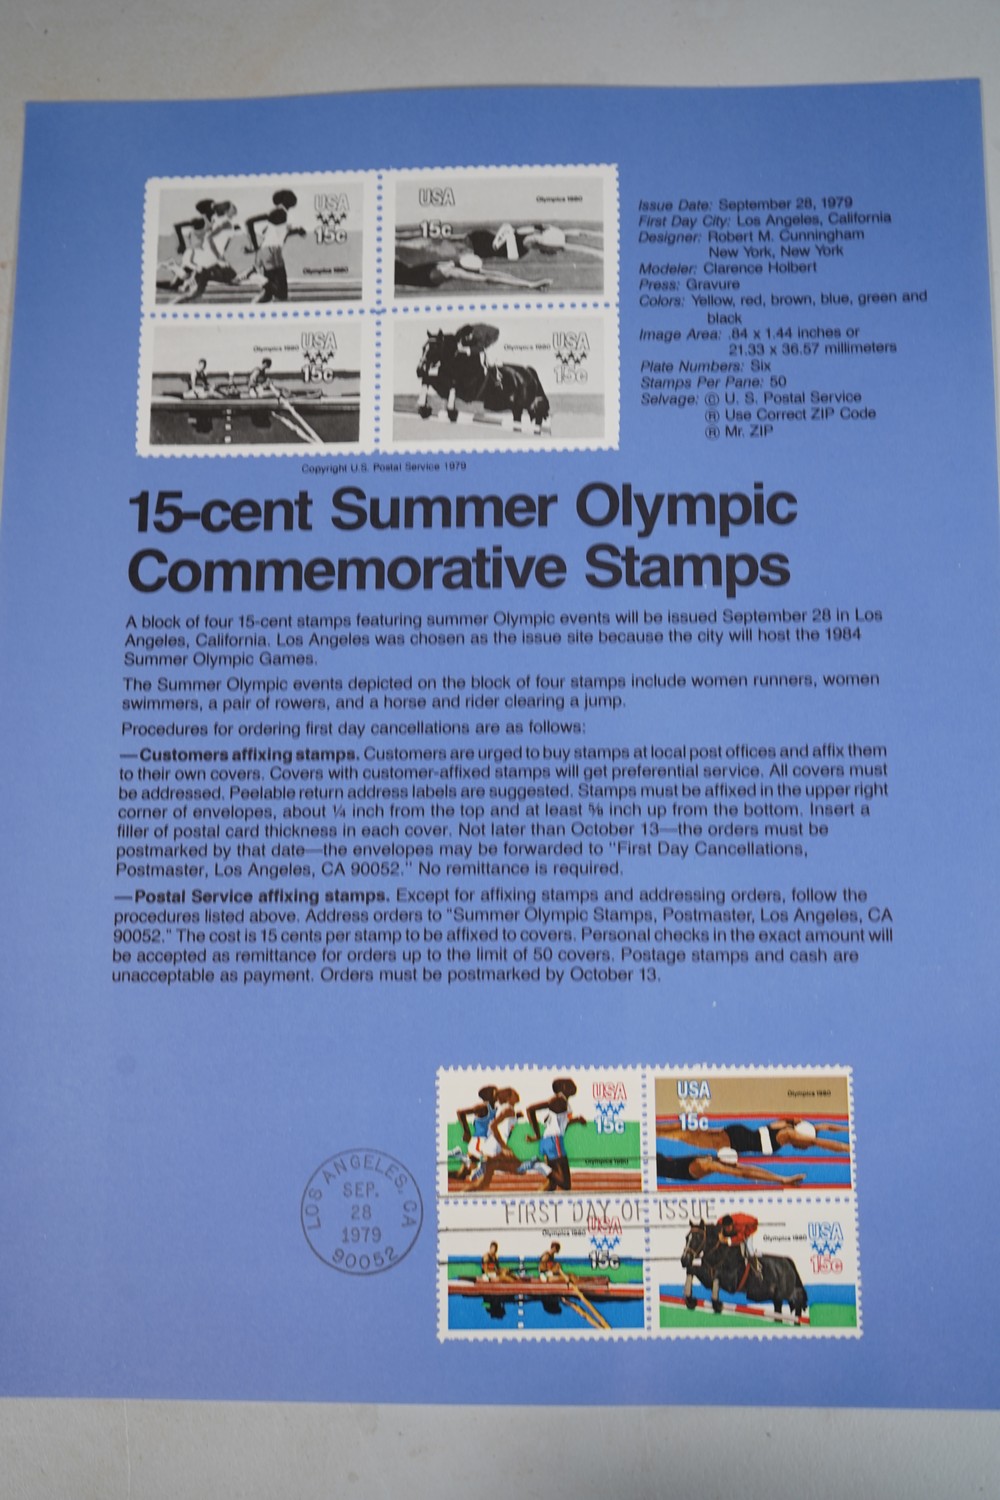 USA
15c
Olympics 1980
USA
Olympics 1980
15c
Olympics 1980
USA
15c
Olympics 1980
USA
15c
Copyright U.S. Postal Service 1979
Issue Date: September 28, 1979
First Day City: Los Angeles, California
Designer: Robert M. Cunningham
New York, New York
Modeler: Clarence Holbert
Press: Gravure
Colors: Yellow, red, brown, blue, green and
black
Image Area: .84 x 1.44 inches or
21.33 x 36.57 millimeters
Plate Numbers: Six
Stamps Per Pane: 50
Selvage: © U. S. Postal Service
® Use Correct ZIP Code
® Mr. ZIP
15-cent Summer Olympic
Commemorative Stamps
A block of four 15-cent stamps featuring summer Olympic events will be issued September 28 in Los
Angeles, California. Los Angeles was chosen as the issue site because the city will host the 1984
Summer Olympic Games.
The Summer Olympic events depicted on the block of four stamps include women runners, women
swimmers, a pair of rowers, and a horse and rider clearing a jump.
Procedures for ordering first day cancellations are as follows:
—Customers affixing stamps. Customers are urged to buy stamps at local post offices and affix them
to their own covers. Covers with customer-affixed stamps will get preferential service. All covers must
be addressed. Peelable return address labels are suggested. Stamps must be affixed in the upper right
corner of envelopes, about ¼ inch from the top and at least ⅝ inch up from the bottom. Insert a
filler of postal card thickness in each cover. Not later than October 13—the orders must be
postmarked by that date—the envelopes may be forwarded to "First Day Cancellations,
Postmaster, Los Angeles, CA 90052." No remittance is required.
—Postal Service affixing stamps. Except for affixing stamps and addressing orders, follow the
procedures listed above. Address orders to "Summer Olympic Stamps, Postmaster, Los Angeles, CA
90052." The cost is 15 cents per stamp to be affixed to covers. Personal checks in the exact amount will
be accepted as remittance for orders up to the limit of 50 covers. Postage stamps and cash are
unacceptable as payment. Orders must be postmarked by October 13.
USA
15c
Olympics 1980
USA
Olympics 1980
15c
LOS ANGELES, CA
SEP.
28
1979
90052
FIRST DAY OF ISSUE
Olympics 1980
USA
15c
Olympics 1980
USA
15c